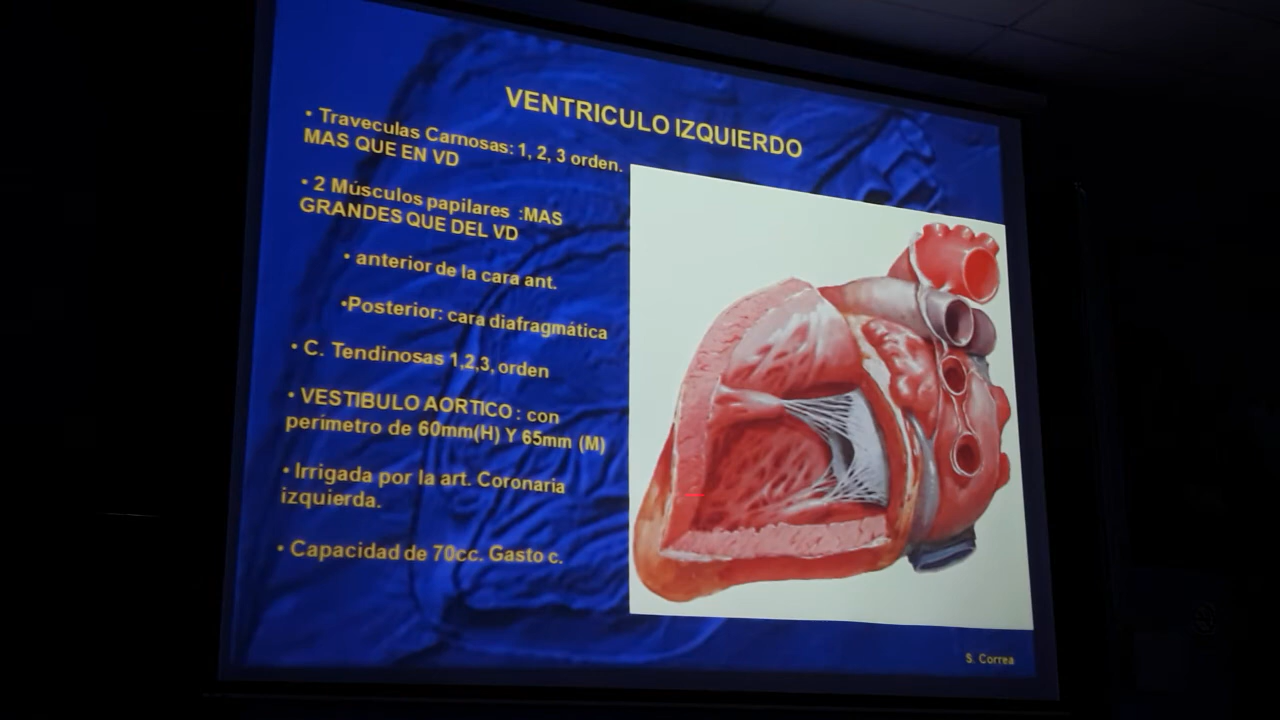 VENTRICULO IZQUIERDO
• Traveculas Carnosas: 1, 2, 3 orden.
MAS QUE EN VD
• 2 Músculos papilares :MAS
GRANDES QUE DEL VD
• anterior de la cara ant.
•Posterior: cara diafragmática
• C. Tendinosas 1,2,3, orden
• VESTIBULO AORTICO : con
perímetro de 60mm(H) Y 65mm (M)
• Irrigada por la art. Coronaria
izquierda.
• Capacidad de 70cc. Gasto c.
S. Correa